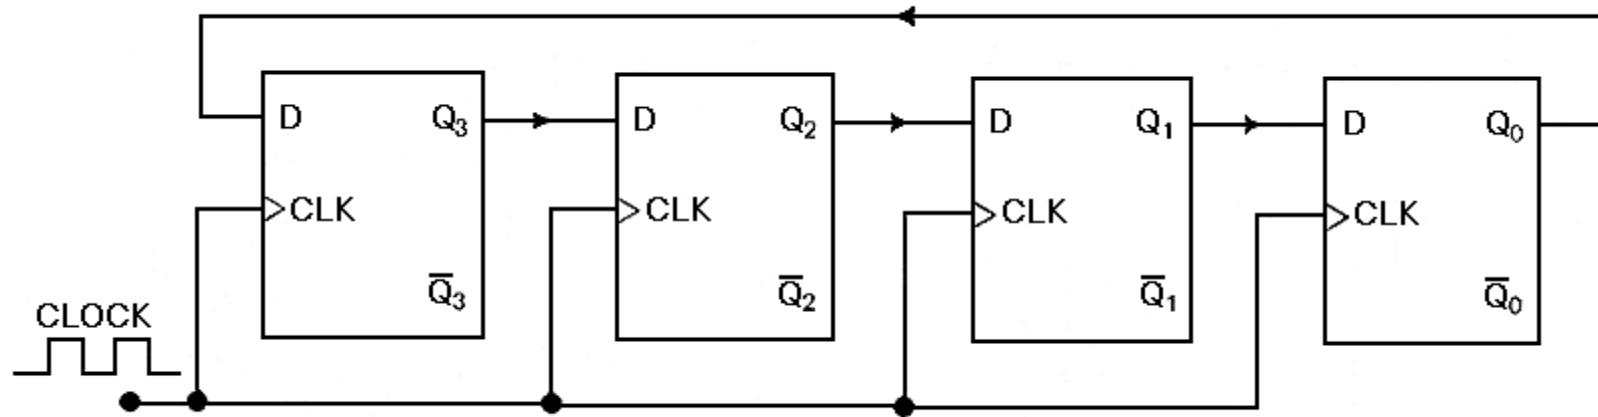 D Q₃ D Q₂ D Q₁ D Q₀
CLK CLK CLK CLK
Q̅₃ Q̅₂ Q̅₁ Q̅₀
CLOCK